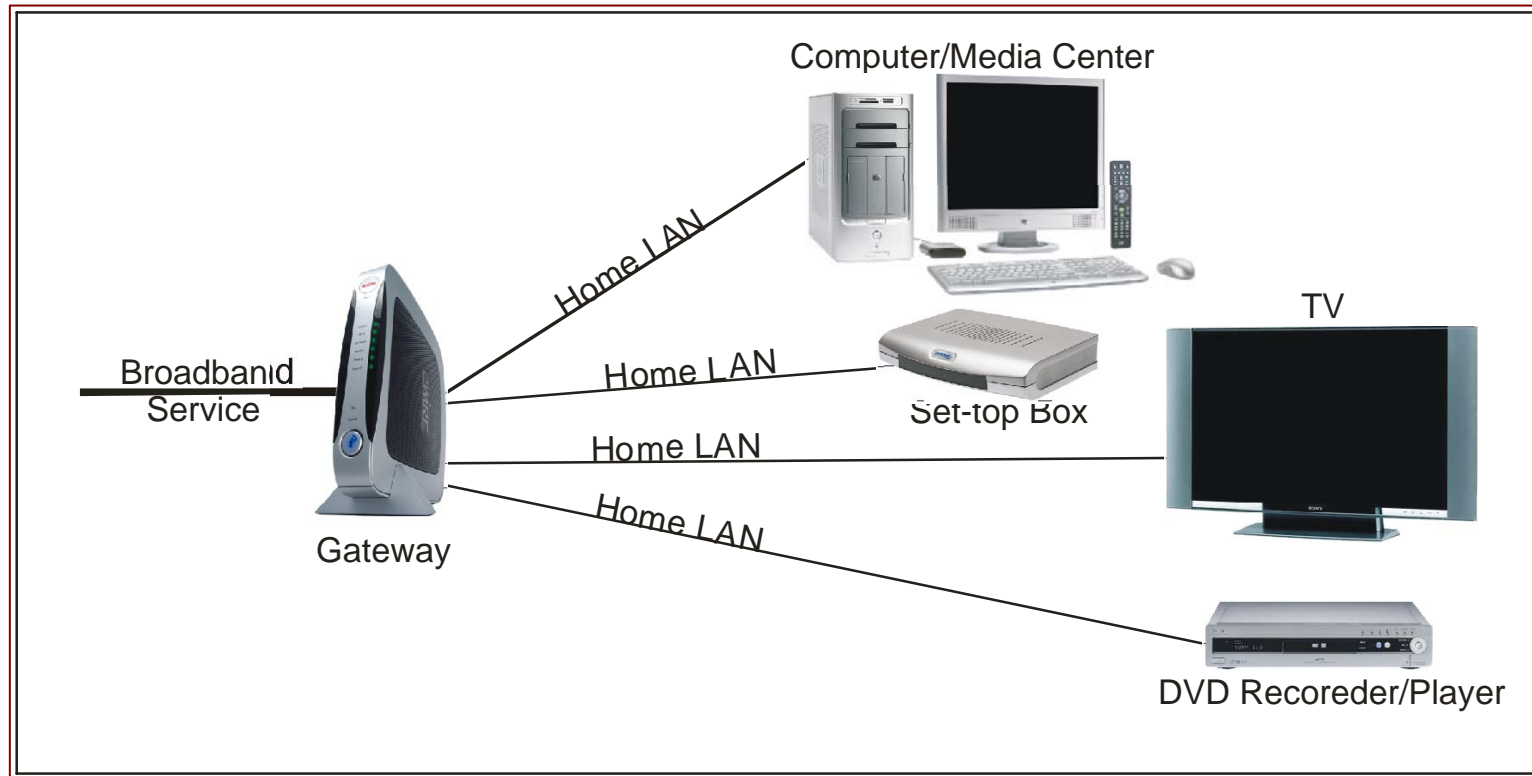 Computer/Media Center
Home LAN
TV
Home LAN
Broadband
Service
Set-top Box
Home LAN
Home LAN
SONY
Gateway
DVD Recoreder/Player